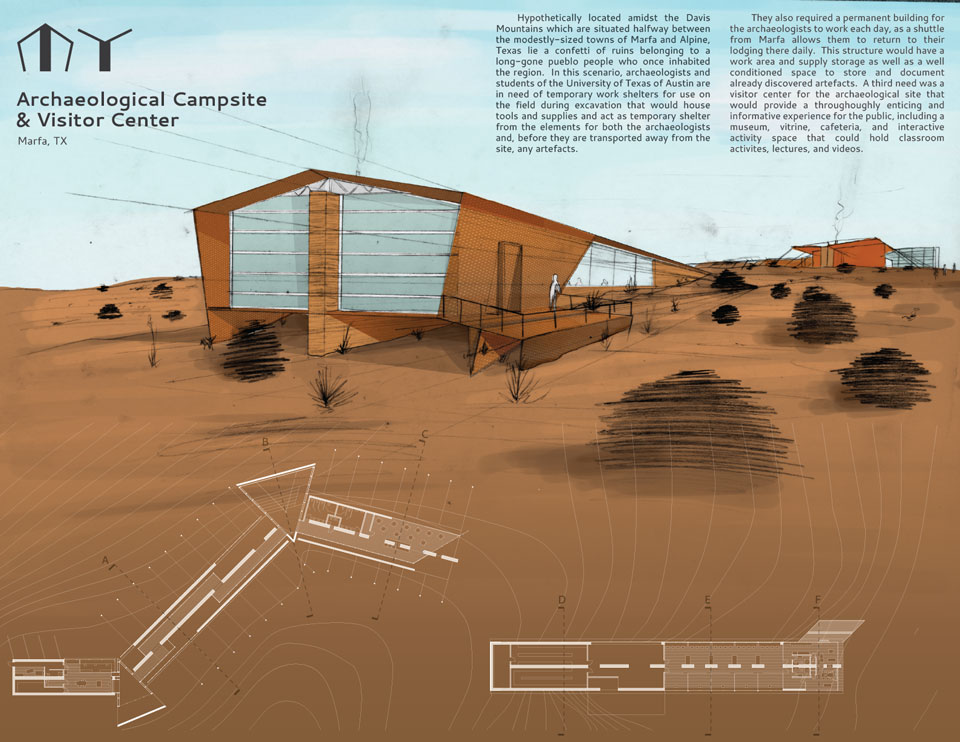 Archaeological Campsite
& Visitor Center
Marfa, TX
Hypothetically located amidst the Davis
Mountains which are situated halfway between
the modestly-sized towns of Marfa and Alpine,
Texas lie a confetti of ruins belonging to a
long-gone pueblo people who once inhabited
the region.  In this scenario, archaeologists and
students of the University of Texas of Austin are
in need of temporary work shelters for use on
the field during excavation that would house
tools and supplies and act as temporary shelter
from the elements for both the archaeologists
and, before they are transported away from the
site, any artefacts.
They also required a permanent building for
the archaeologists to work each day, as a shuttle
from Marfa allows them to return to their
lodging there daily.  This structure would have a
work area and supply storage as well as a well
conditioned space to store and document
already discovered artefacts.  A third need was a
visitor center for the archaeological site that
would provide a throughoughly enticing and
informative experience for the public, including a
museum, vitrine, cafeteria, and interactive
activity space that could hold classroom
activites, lectures, and videos.
A
B
C
D
E
F